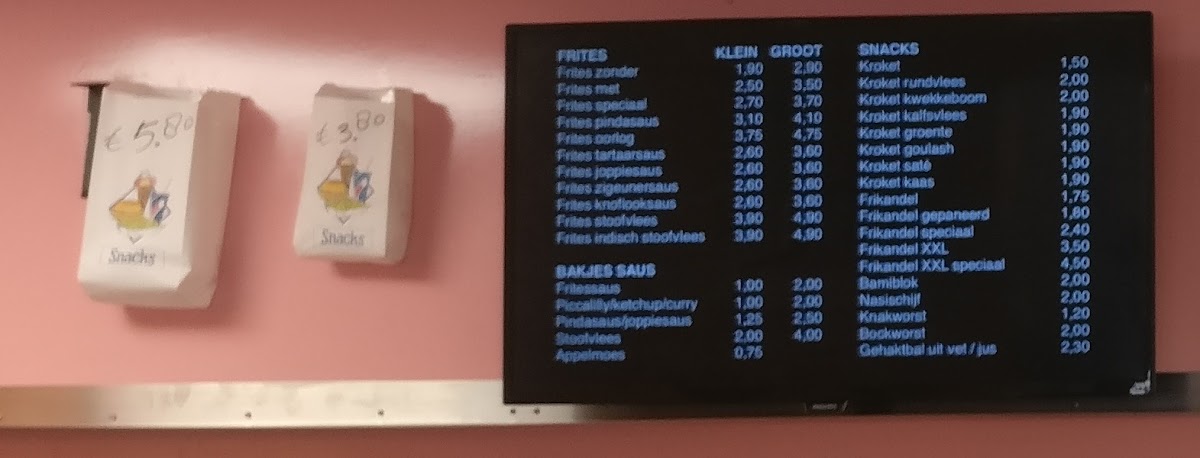 € 5.80
Snacks
€ 3.80
Snacks
FRITES KLEIN GROOT
Frites zonder 1,90 2,90
Frites met 2,50 3,50
Frites speciaal 2,70 3,70
Frites pindasaus 3,10 4,10
Frites oorlog 3,75 4,75
Frites tartaarsaus 2,60 3,60
Frites joppiesaus 2,60 3,60
Frites zigeunersaus 2,60 3,60
Frites knoflooksaus 2,60 3,60
Frites stoofvlees 3,90 4,90
Frites indisch stoofvlees 3,90 4,90
BAKJES SAUS
Fritessaus 1,00 2,00
Piccalilly/ketchup/curry 1,00 2,00
Pindasaus/joppiesaus 1,25 2,50
Stoofvlees 2,00 4,00
Appelmoes 0,75
SNACKS
Kroket 1,50
Kroket rundvlees 2,00
Kroket kwekkeboom 2,00
Kroket kalfsvlees 1,90
Kroket groente 1,90
Kroket goulash 1,90
Kroket saté 1,90
Kroket kaas 1,90
Frikandel 1,75
Frikandel gepaneerd 1,80
Frikandel speciaal 2,40
Frikandel XXL 3,50
Frikandel XXL speciaal 4,50
Bamiblok 2,00
Nasischijf 2,00
Knakworst 1,20
Bockworst 2,00
Gehaktbal uit vet / jus 2,30